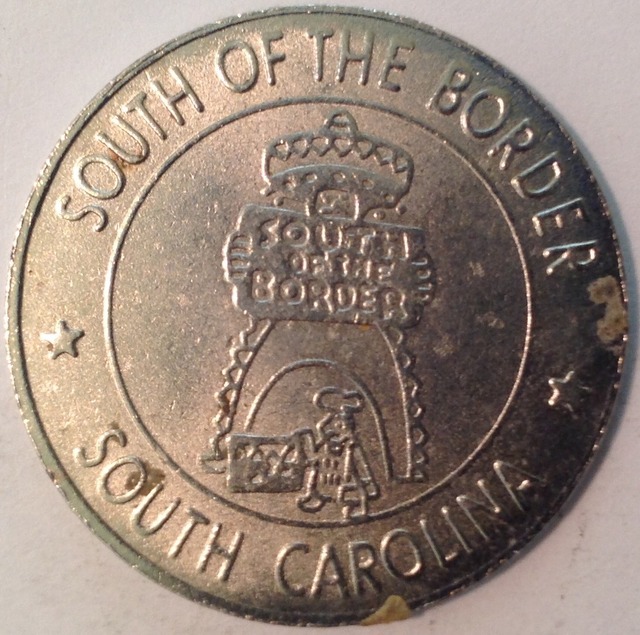 SOUTH OF THE BORDER
SOUTH
OF THE
BORDER
SOUTH CAROLINA